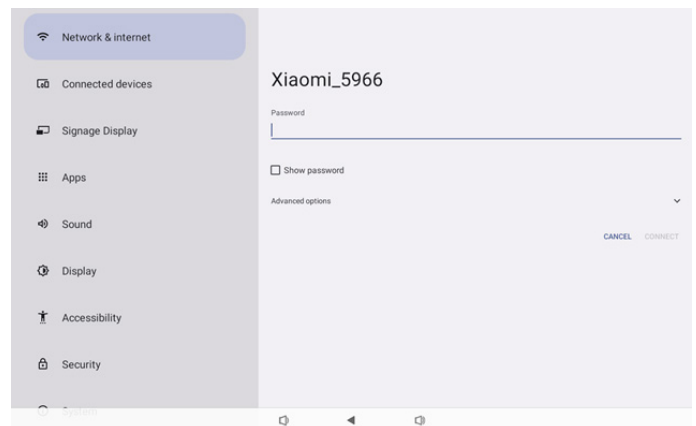 Network & internet
Connected devices
Signage Display
Apps
Sound
Display
Accessibility
Security
System
Xiaomi_5966
Password
Show password
Advanced options
CANCEL CONNECT